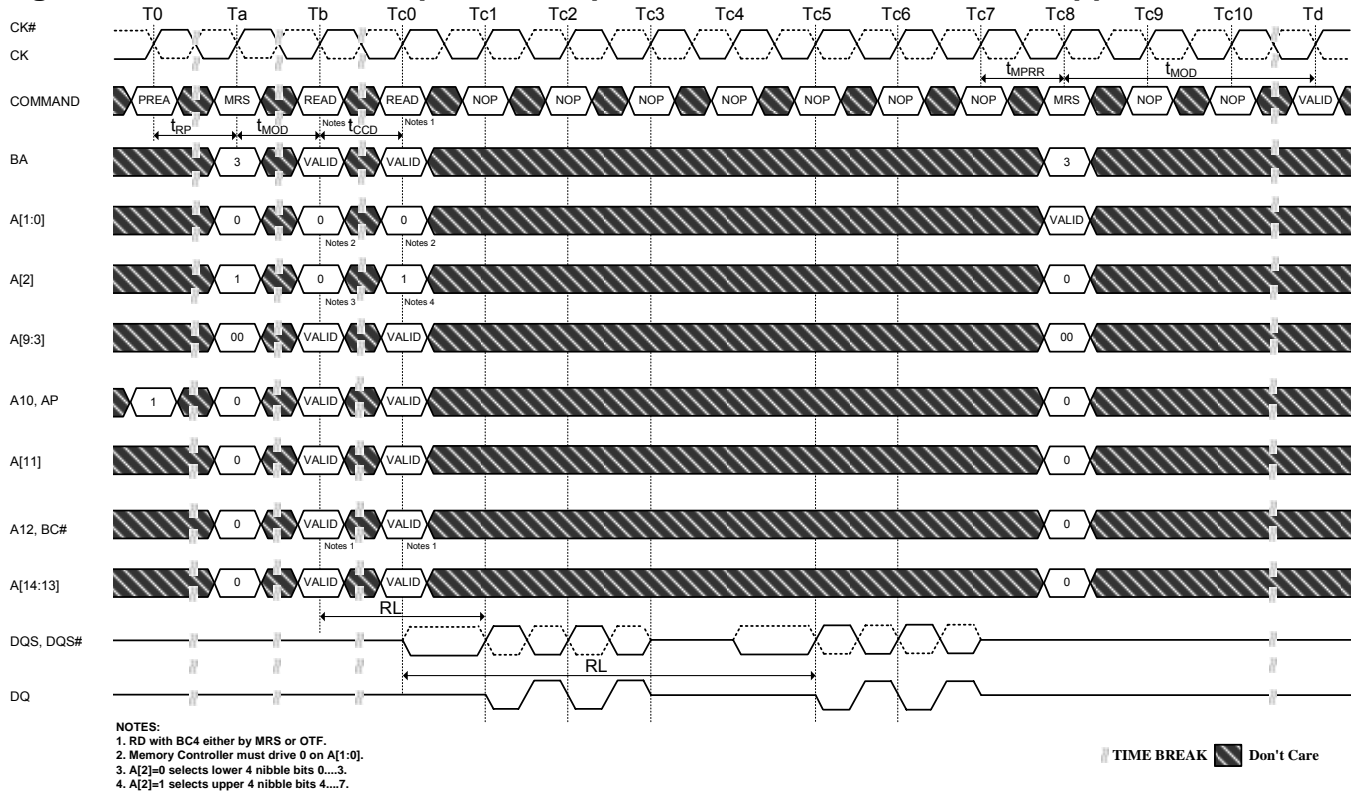 T0 Ta Tb Tc0 Tc1 Tc2 Tc3 Tc4 Tc5 Tc6 Tc7 Tc8 Tc9 Tc10 Td
CK#
CK
tMPRR tMOD
COMMAND PREA MRS READ READ NOP NOP NOP NOP NOP NOP NOP MRS NOP NOP VALID
Notes 1 Notes 1
tRP tMOD tCCD
BA 3 VALID VALID 3
A[1:0] 0 0 0 VALID
Notes 2 Notes 2
A[2] 1 0 1 0
Notes 3 Notes 4
A[9:3] 00 VALID VALID 00
A10, AP 1 0 VALID VALID 0
A[11] 0 VALID VALID 0
A12, BC# 0 VALID VALID 0
Notes 1 Notes 1
A[14:13] 0 VALID VALID 0
RL
DQS, DQS#
RL
DQ
NOTES:
1. RD with BC4 either by MRS or OTF.
2. Memory Controller must drive 0 on A[1:0].
3. A[2]=0 selects lower 4 nibble bits 0....3.
4. A[2]=1 selects upper 4 nibble bits 4....7.
TIME BREAK Don't Care